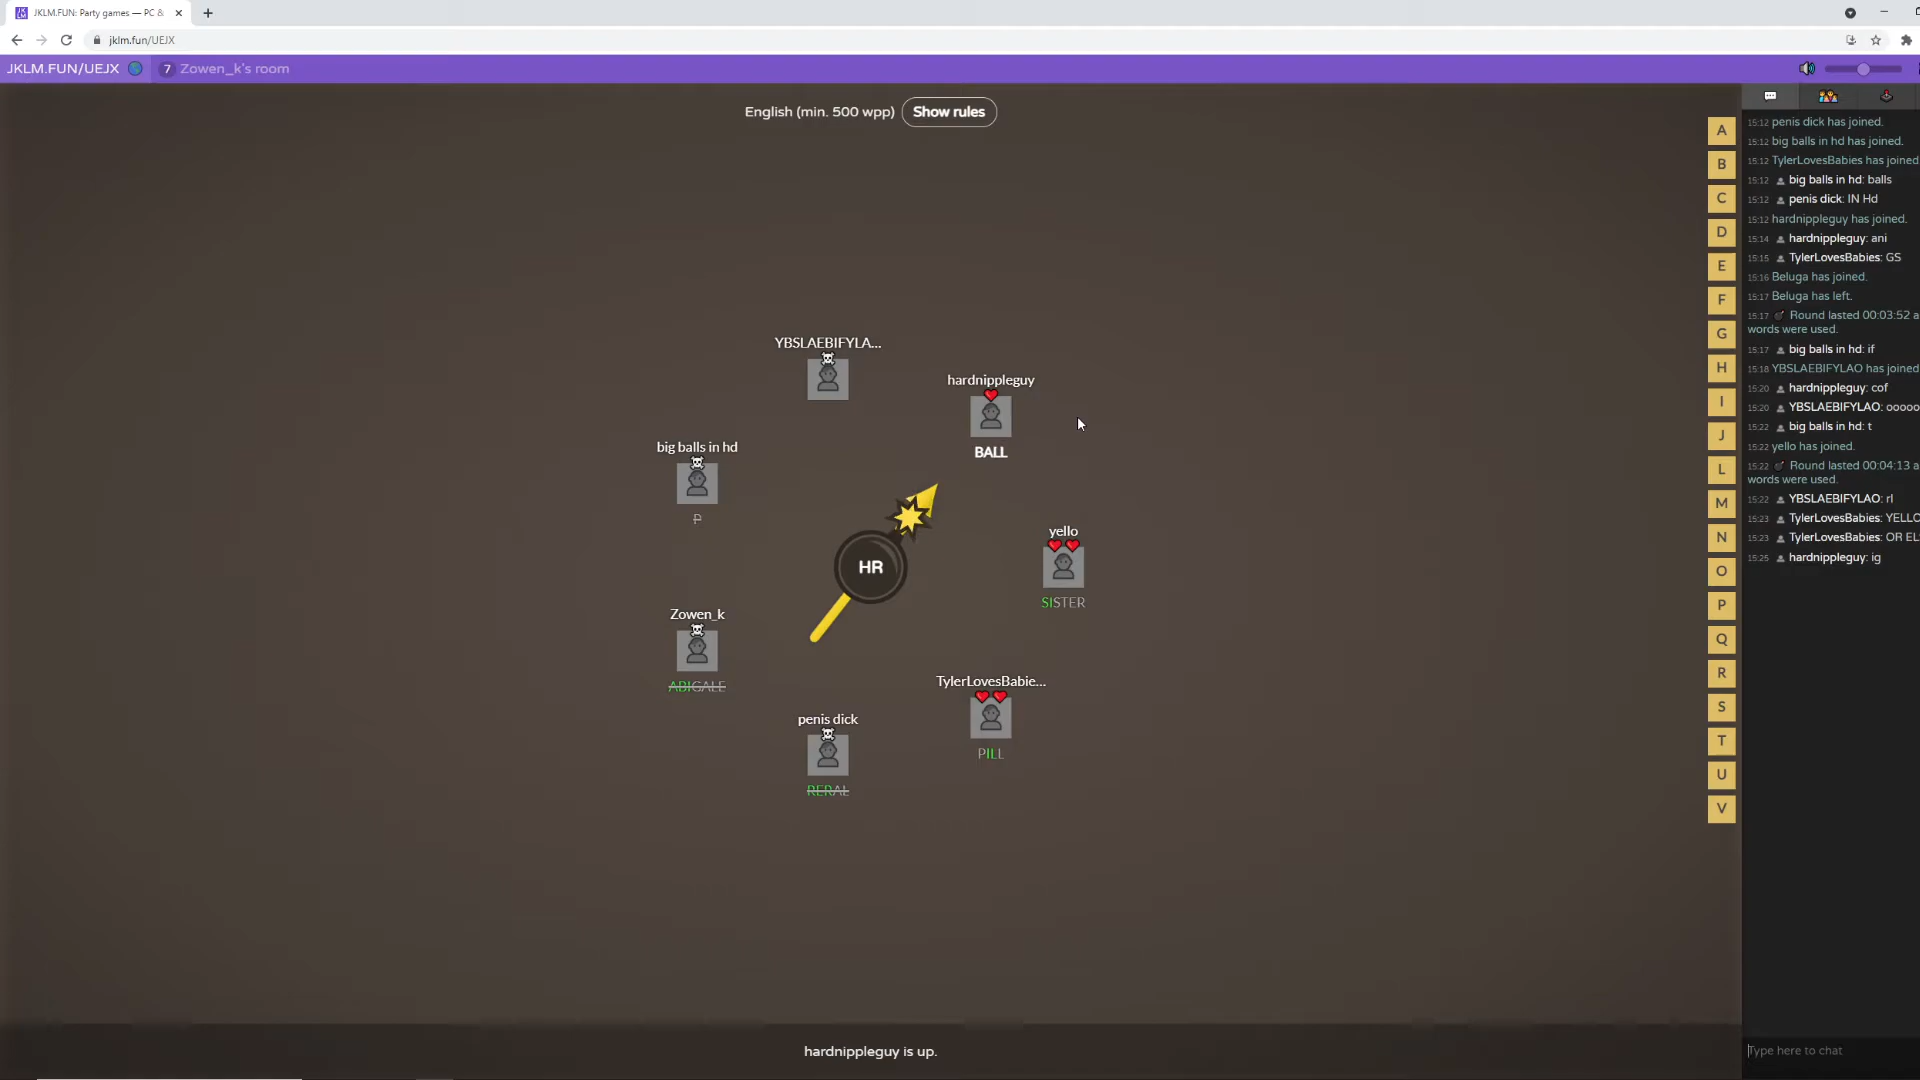 JKLM.FUN: Party games — PC &
jklm.fun/UEJX
JKLM.FUN/UEJX
7 Zowen_k's room
English (min. 500 wpp) Show rules
YBSLAEBIFYLA...
hardnippleguy
BALL
big balls in hd
P
yello
SISTER
HR
Zowen_k
ABIGALE
TylerLovesBabie...
PILL
penis dick
RERAL
hardnippleguy is up.
A
B
C
D
E
F
G
H
I
J
L
M
N
O
P
Q
R
S
T
U
V
15:12 penis dick has joined.
15:12 big balls in hd has joined.
15:12 TylerLovesBabies has joined
15:12 big balls in hd: balls
15:12 penis dick: IN Hd
15:12 hardnippleguy has joined.
15:14 hardnippleguy: ani
15:15 TylerLovesBabies: GS
15:16 Beluga has joined.
15:17 Beluga has left.
15:17 Round lasted 00:03:52 a
words were used.
15:17 big balls in hd: if
15:18 YBSLAEBIFYLAO has joined
15:20 hardnippleguy: cof
15:20 YBSLAEBIFYLAO: ooooo
15:22 big balls in hd: t
15:22 yello has joined.
15:22 Round lasted 00:04:13 a
words were used.
15:22 YBSLAEBIFYLAO: rl
15:23 TylerLovesBabies: YELLO
15:23 TylerLovesBabies: OR EL
15:25 hardnippleguy: ig
Type here to chat